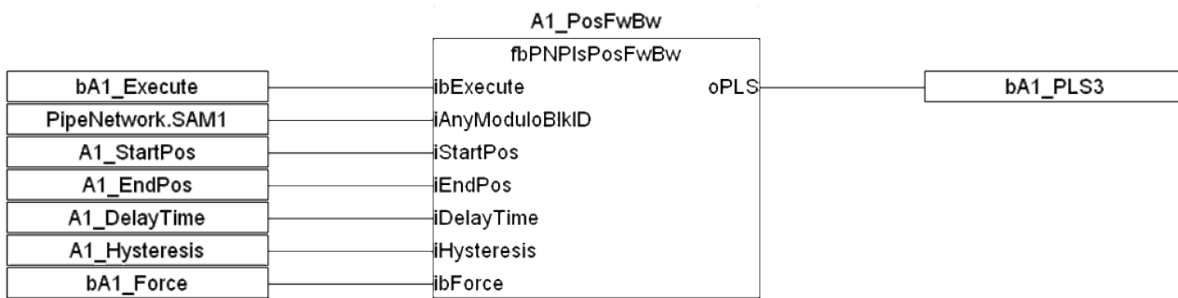 A1_PosFwBw
fbPNPlsPosFwBw
bA1_Execute ibExecute oPLS bA1_PLS3
PipeNetwork.SAM1 iAnyModuloBlkID
A1_StartPos iStartPos
A1_EndPos iEndPos
A1_DelayTime iDelayTime
A1_Hysteresis iHysteresis
bA1_Force ibForce